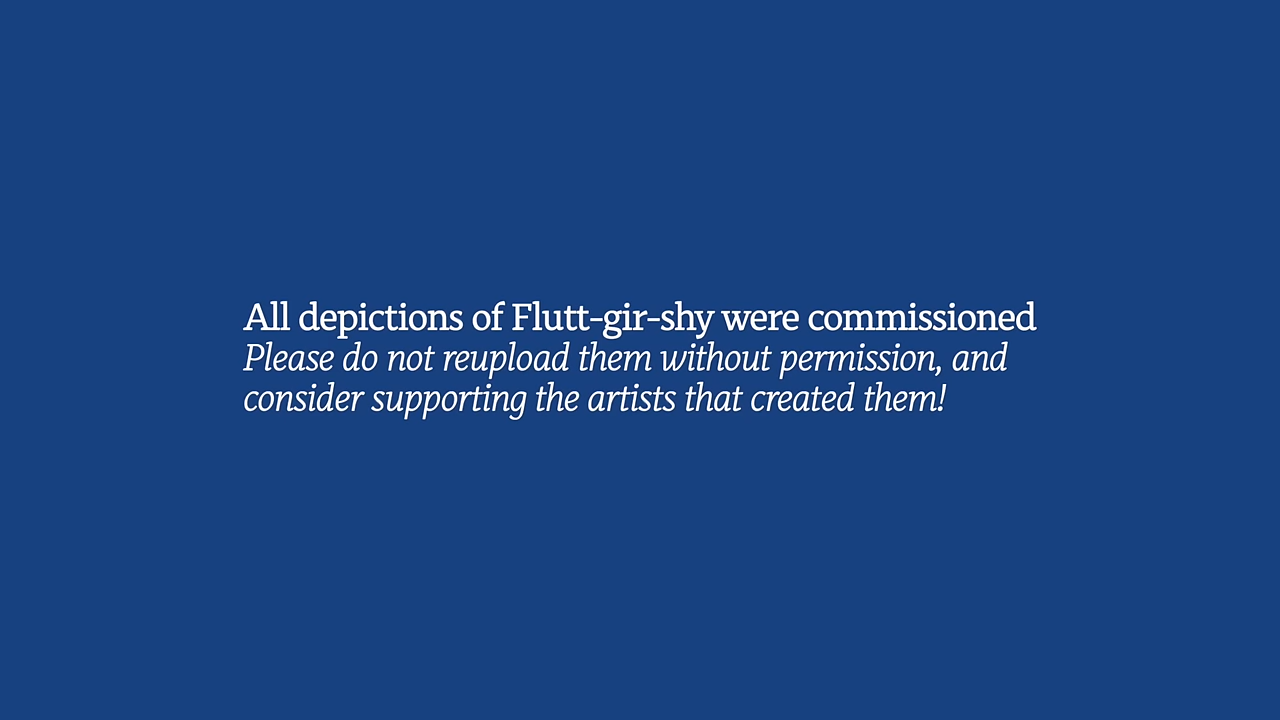 All depictions of Flutt-gir-shy were commissioned
Please do not reupload them without permission, and
consider supporting the artists that created them!